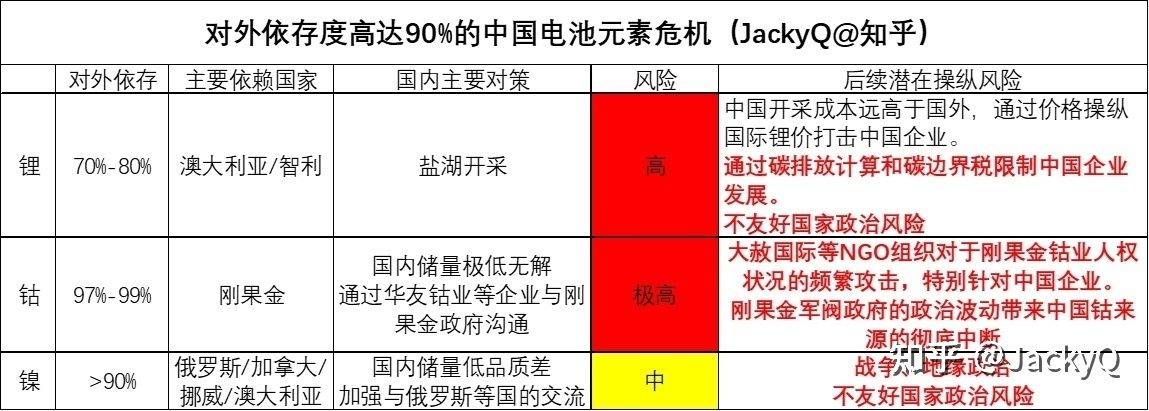 对外依存度高达90%的中国电池元素危机（JackyQ@知乎）
对外依存 主要依赖国家 国内主要对策 风险 后续潜在操纵风险
锂 70%-80% 澳大利亚/智利 盐湖开采 高
中国开采成本远高于国外，通过价格操纵
国际锂价打击中国企业。
通过碳排放计算和碳边界税限制中国企业
发展。
不友好国家政治风险
钴 97%-99% 刚果金
国内储量极低无解
通过华友钴业等企业与刚
果金政府沟通
极高
大赦国际等NGO组织对于刚果金钴业人权
状况的频繁攻击，特别针对中国企业。
刚果金军阀政府的政治波动带来中国钴来
源的彻底中断
镍 >90%
俄罗斯/加拿大/
挪威/澳大利亚
国内储量低品质差
加强与俄罗斯等国的交流
中
战争 地缘政治
不友好国家政治风险
知乎 @JackyQ